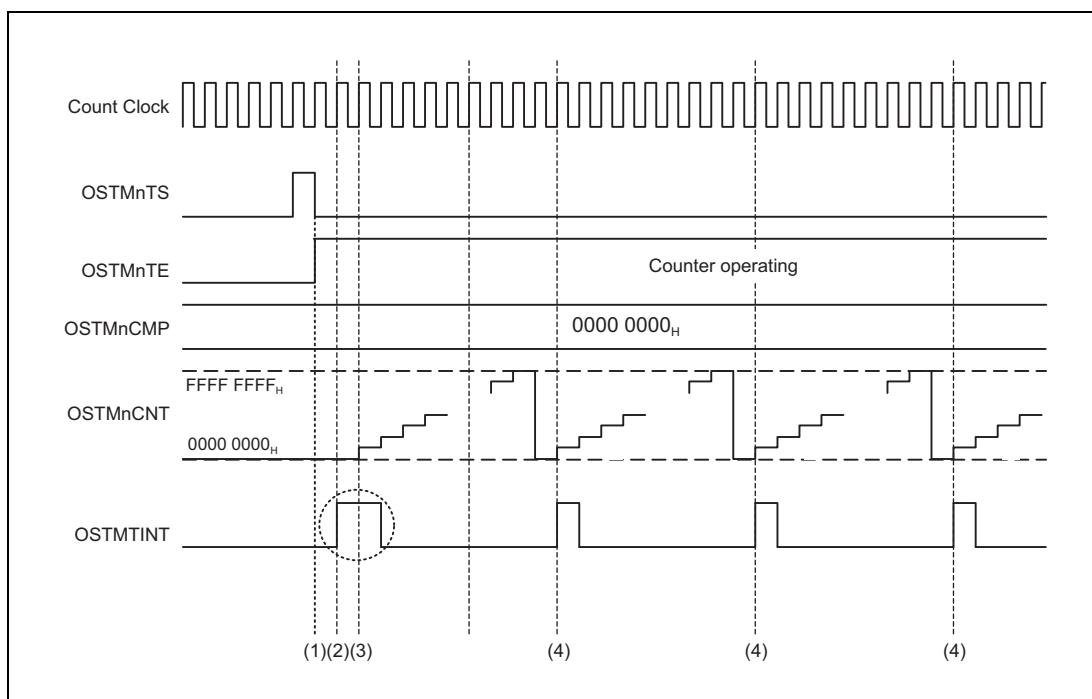 Count Clock
OSTMnTS
OSTMnTE
Counter operating
OSTMnCMP
0000 0000H
FFFF FFFFH
OSTMnCNT
0000 0000H
OSTMTINT
(1)(2)(3) (4) (4) (4)